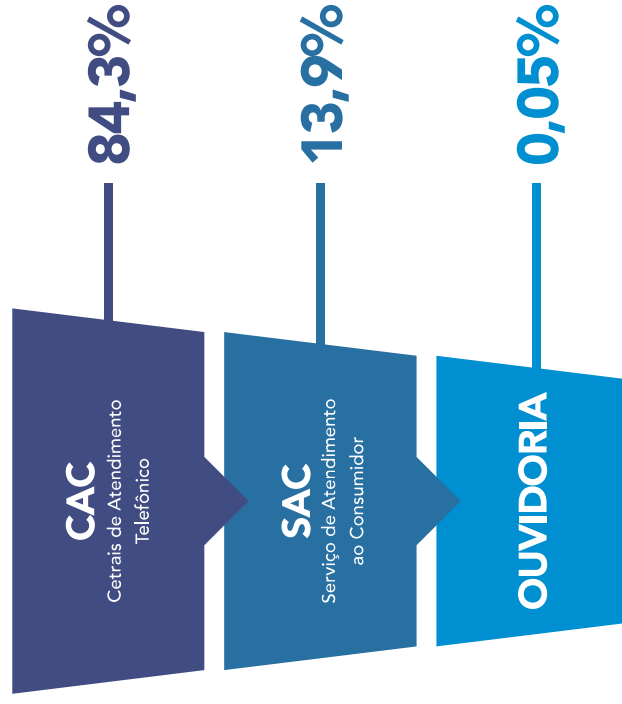 CAC
Cetrais de Atendimento
Telefônico
84,3%
SAC
Serviço de Atendimento
ao Consumidor
13,9%
OUVIDORIA
0,05%